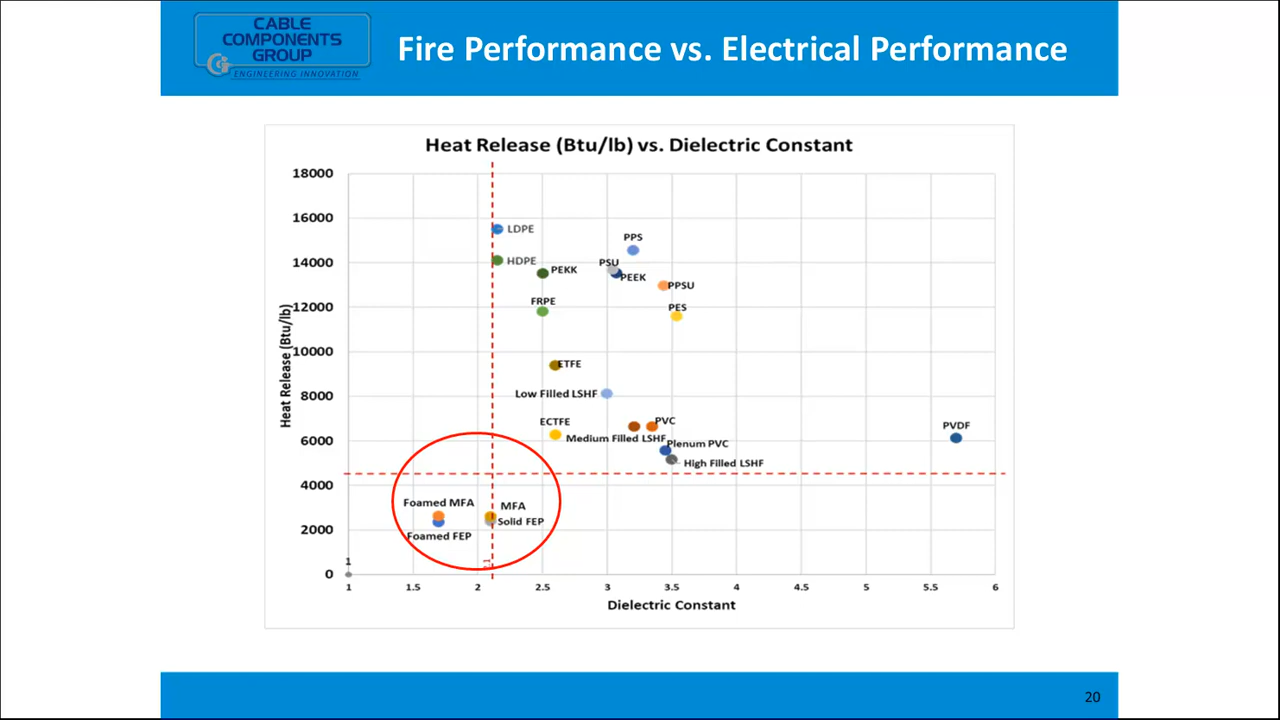 CABLE
COMPONENTS
GROUP
ENGINEERING INNOVATION
Fire Performance vs. Electrical Performance
Heat Release (Btu/lb) vs. Dielectric Constant
18000
16000
14000
12000
10000
8000
6000
4000
2000
0
Heat Release (Btu/lb)
LDPE
HDPE
PEKK
FRPE
PPS
PSU
PEEK
PPSU
PES
ETFE
Low Filled LSHF
ECTFE
PVC
Medium Filled LSHF
Plenum PVC
High Filled LSHF
PVDF
Foamed MFA
MFA
Solid FEP
Foamed FEP
1
2.1
1 1.5 2 2.5 3 3.5 4 4.5 5 5.5 6
Dielectric Constant
20